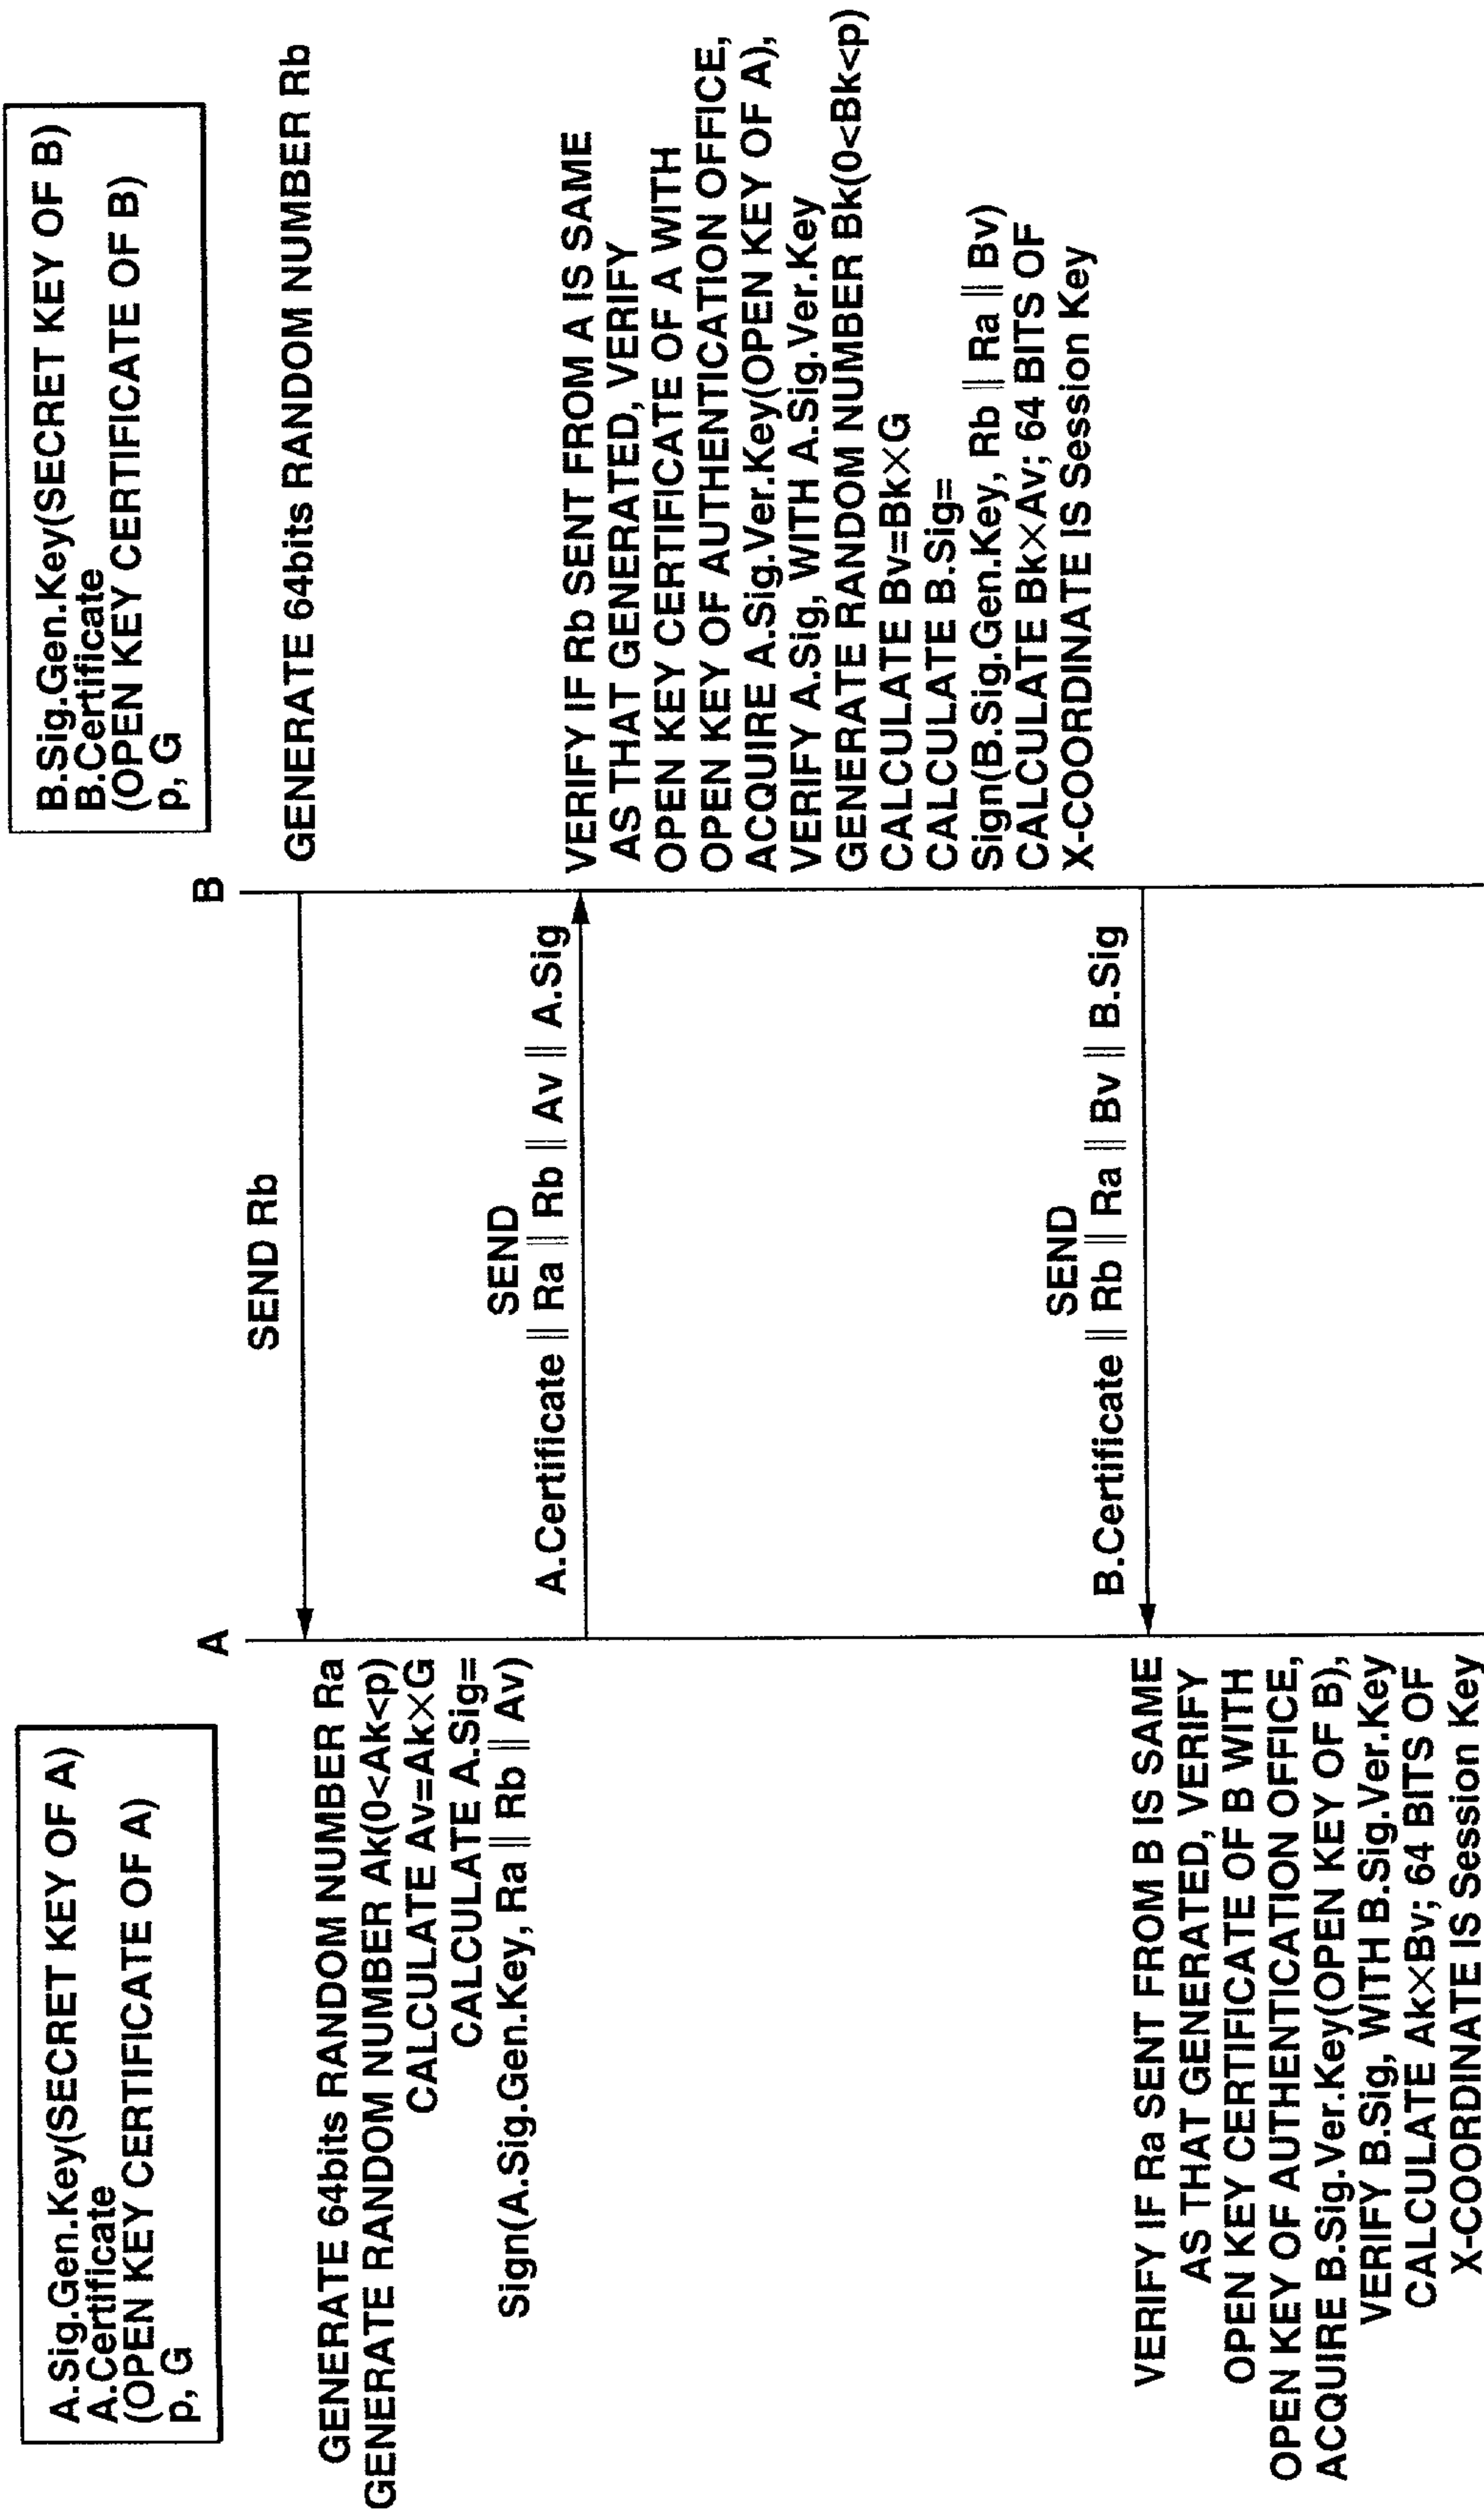 A.Sig.Gen.Key(SECRET KEY OF A)
A.Certificate
(OPEN KEY CERTIFICATE OF A)
p, G
B.Sig.Gen.Key(SECRET KEY OF B)
B.Certificate
(OPEN KEY CERTIFICATE OF B)
p, G
A
B
GENERATE 64bits RANDOM NUMBER Rb
SEND Rb
GENERATE 64bits RANDOM NUMBER Ra
GENERATE RANDOM NUMBER Ak(0<Ak<p)
CALCULATE Av=Ak×G
CALCULATE A.Sig=
Sign(A.Sig.Gen.Key, Ra || Rb || Av)
SEND
A.Certificate || Ra || Rb || Av || A.Sig
VERIFY IF Rb SENT FROM A IS SAME
AS THAT GENERATED, VERIFY
OPEN KEY CERTIFICATE OF A WITH
OPEN KEY OF AUTHENTICATION OFFICE,
ACQUIRE A.Sig.Ver.Key(OPEN KEY OF A),
VERIFY A.Sig, WITH A.Sig.Ver.Key
GENERATE RANDOM NUMBER Bk(0<Bk<p)
CALCULATE Bv=Bk×G
CALCULATE B.Sig=
Sign(B.Sig.Gen.Key, Rb || Ra || Bv)
CALCULATE Bk×Av; 64 BITS OF
X-COORDINATE IS Session Key
SEND
B.Certificate || Rb || Ra || Bv || B.Sig
VERIFY IF Ra SENT FROM B IS SAME
AS THAT GENERATED, VERIFY
OPEN KEY CERTIFICATE OF B WITH
OPEN KEY OF AUTHENTICATION OFFICE,
ACQUIRE B.Sig.Ver.Key(OPEN KEY OF B),
VERIFY B.Sig, WITH B.Sig.Ver.Key
CALCULATE Ak×Bv; 64 BITS OF
X-COORDINATE IS Session Key